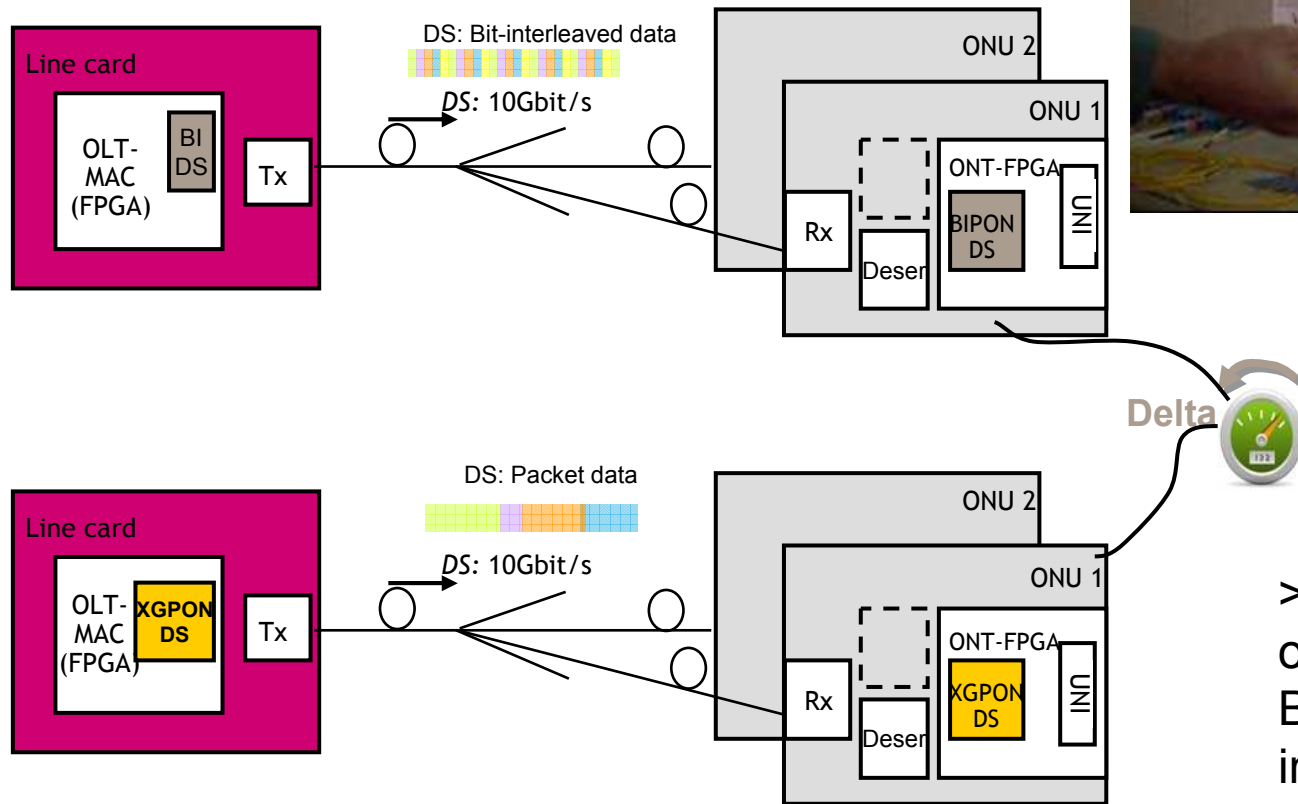 DS: Bit-interleaved data
DS: 10Gbit/s
Line card
OLT-
MAC
(FPGA)
BI
DS
Tx
ONU 2
ONU 1
Rx
Deser
ONT-FPGA
BIPON
DS
UNI
Delta
132
DS: Packet data
DS: 10Gbit/s
Line card
OLT-
MAC
(FPGA)
XGPON
DS
Tx
ONU 2
ONU 1
Rx
Deser
ONT-FPGA
XGPON
DS
UNI
>